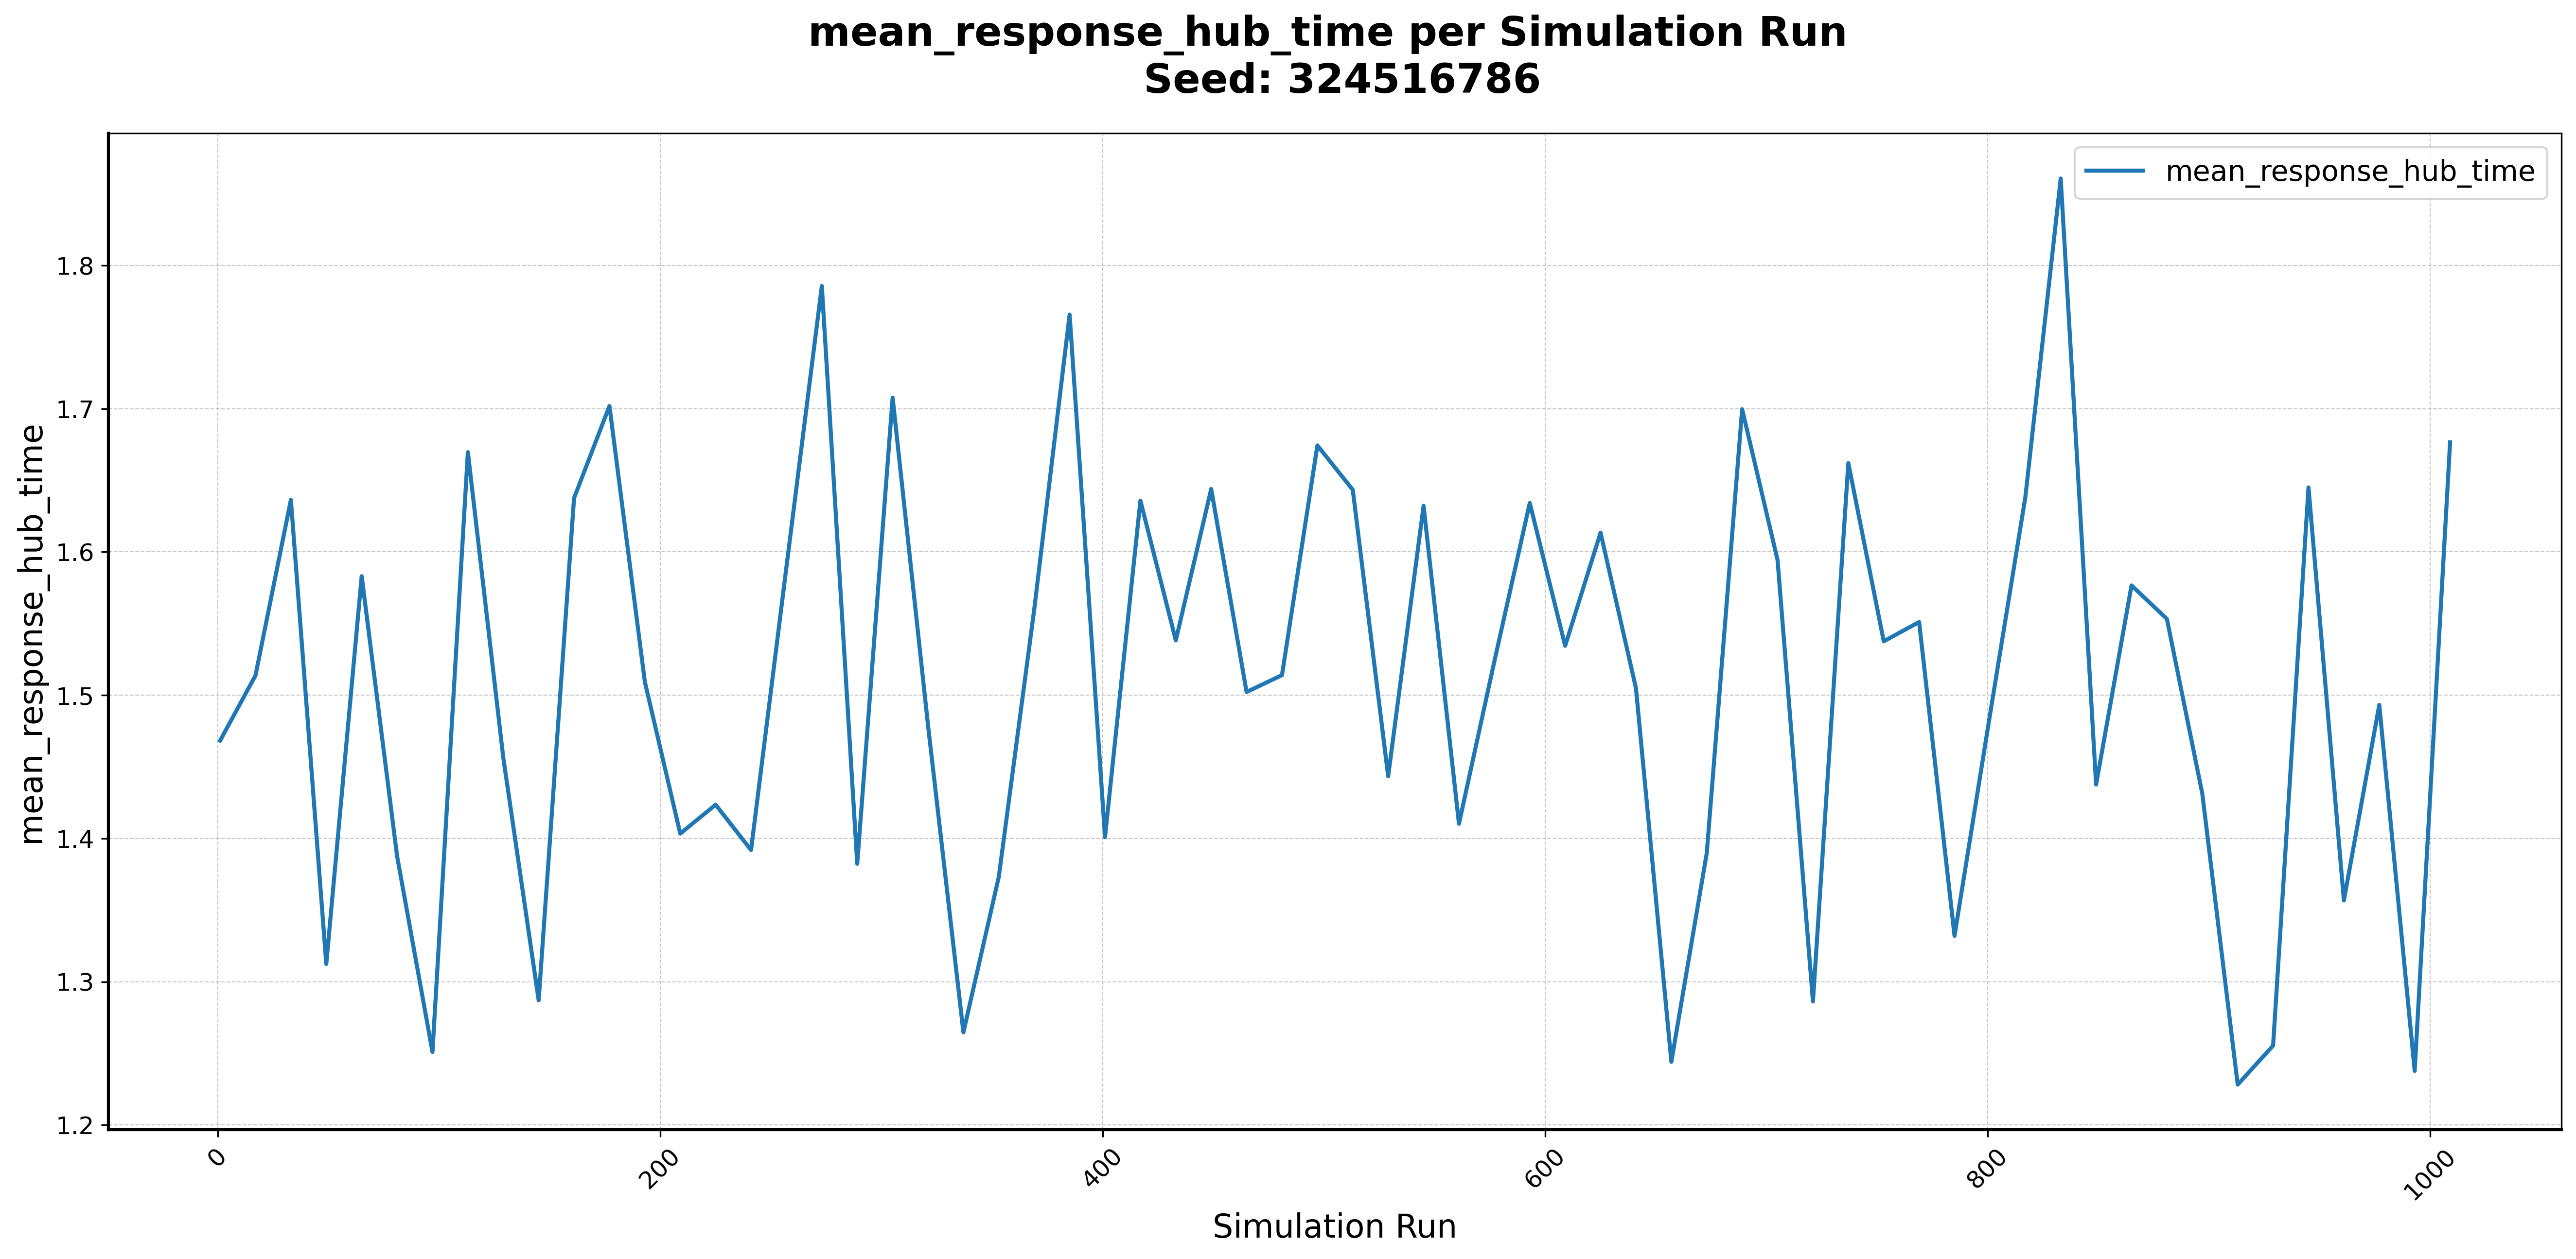 mean_response_hub_time per Simulation Run
Seed: 324516786
mean_response_hub_time
mean_response_hub_time
1.8
1.7
1.6
1.5
1.4
1.3
1.2
0
200
400
600
800
1000
Simulation Run